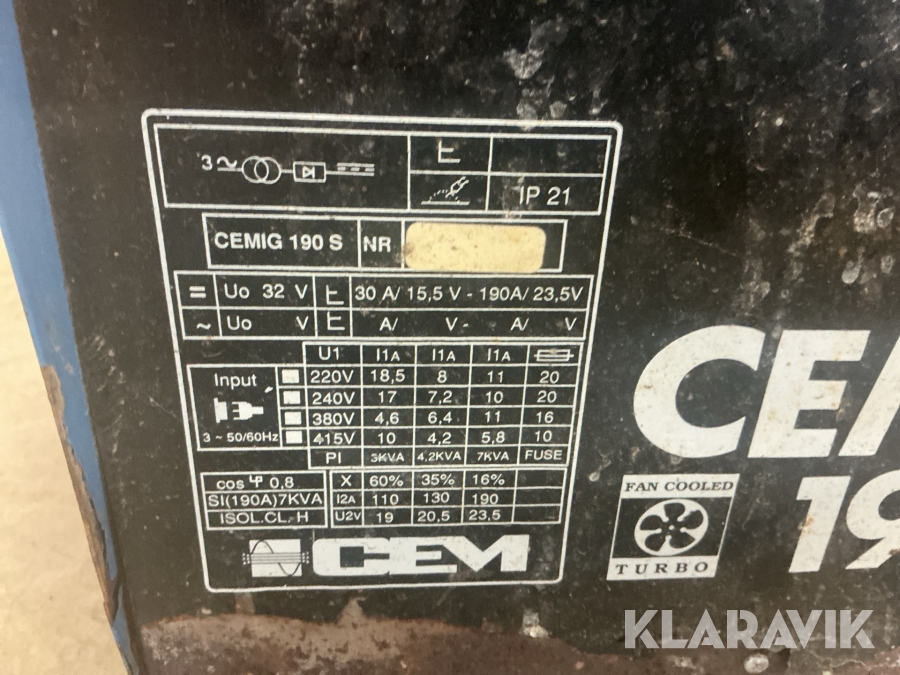 3~
IP 21
CEMIG 190 S NR
= Uo 32 V 30 A/ 15,5 V - 190A/ 23,5V
~ Uo V A/ V - A/ V
U1 I1A I1A I1A
Input 220V 18,5 8 11 20
240V 17 7,2 10 20
380V 4,6 6,4 11 16
3 ~ 50/60Hz 415V 10 4,2 5,8 10
PI 3KVA 4,2KVA 7KVA FUSE
cos φ 0,8 X 60% 35% 16%
SI(190A)7KVA I2A 110 130 190
ISOL.CL.H U2V 19 20,5 23,5
CEM
CE
19
FAN COOLED
TURBO
KLARAVIK